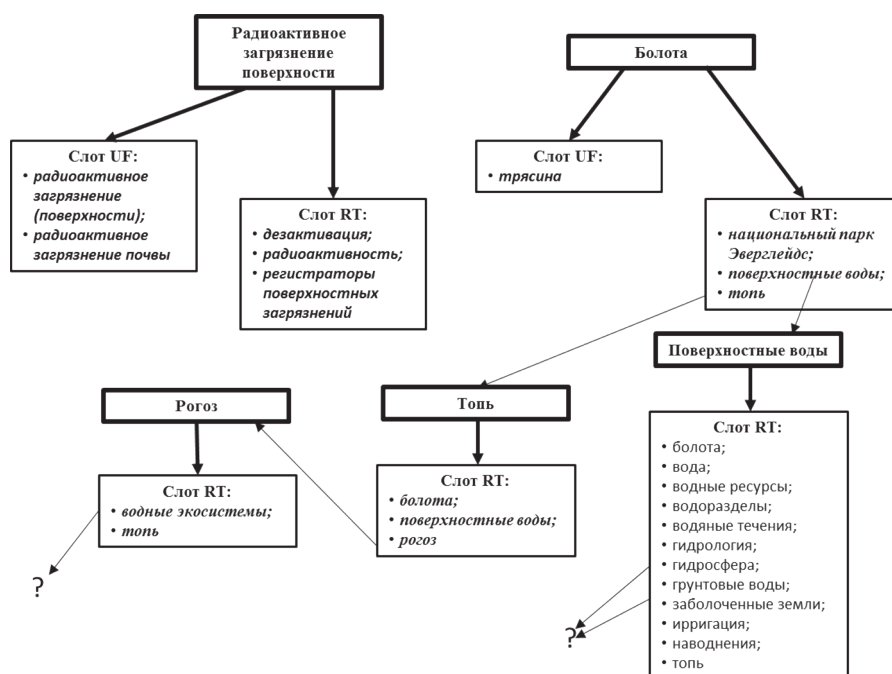 Радиоактивное
загрязнение
поверхности
Болота
Слот UF:
• радиоактивное
загрязнение
(поверхности);
• радиоактивное
загрязнение почвы
Слот UF:
• трясина
Слот RT:
• дезактивация;
• радиоактивность;
• регистраторы
поверхностных
загрязнений
Слот RT:
• национальный парк
Эверглейдс;
• поверхностные воды;
• топь
Поверхностные воды
Рогоз
Топь
Слот RT:
• водные экосистемы;
• топь
Слот RT:
• болота;
• поверхностные воды;
• рогоз
Слот RT:
• болота;
• вода;
• водные ресурсы;
• водоразделы;
• водяные течения;
• гидрология;
• гидросфера;
• грунтовые воды;
• заболоченные земли;
• ирригация;
• наводнения;
• топь
?
?